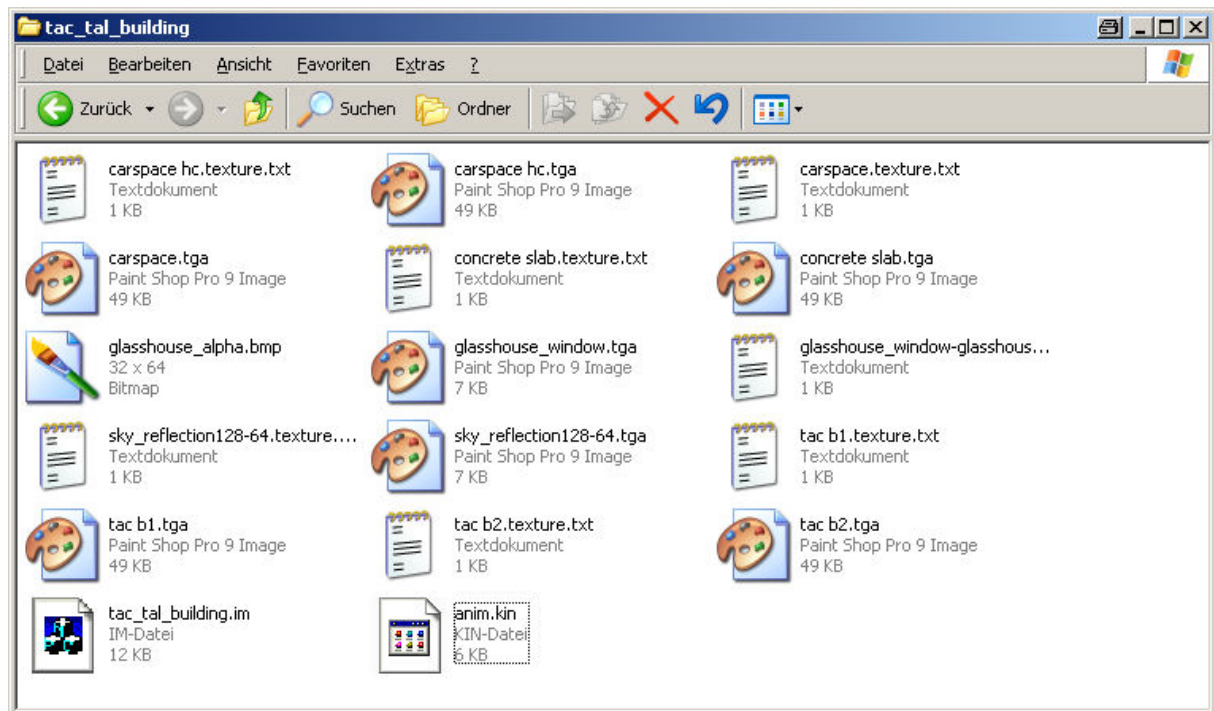 tac_tal_building
Datei Bearbeiten Ansicht Favoriten Extras ?
Zurück Suchen Ordner
carspace hc.texture.txt
Textdokument
1 KB
carspace hc.tga
Paint Shop Pro 9 Image
49 KB
carspace.texture.txt
Textdokument
1 KB
carspace.tga
Paint Shop Pro 9 Image
49 KB
concrete slab.texture.txt
Textdokument
1 KB
concrete slab.tga
Paint Shop Pro 9 Image
49 KB
glasshouse_alpha.bmp
32 x 64
Bitmap
glasshouse_window.tga
Paint Shop Pro 9 Image
7 KB
glasshouse_window-glasshous...
Textdokument
1 KB
sky_reflection128-64.texture....
Textdokument
1 KB
sky_reflection128-64.tga
Paint Shop Pro 9 Image
7 KB
tac b1.texture.txt
Textdokument
1 KB
tac b1.tga
Paint Shop Pro 9 Image
49 KB
tac b2.texture.txt
Textdokument
1 KB
tac b2.tga
Paint Shop Pro 9 Image
49 KB
tac_tal_building.im
IM-Datei
12 KB
anim.kin
KIN-Datei
6 KB